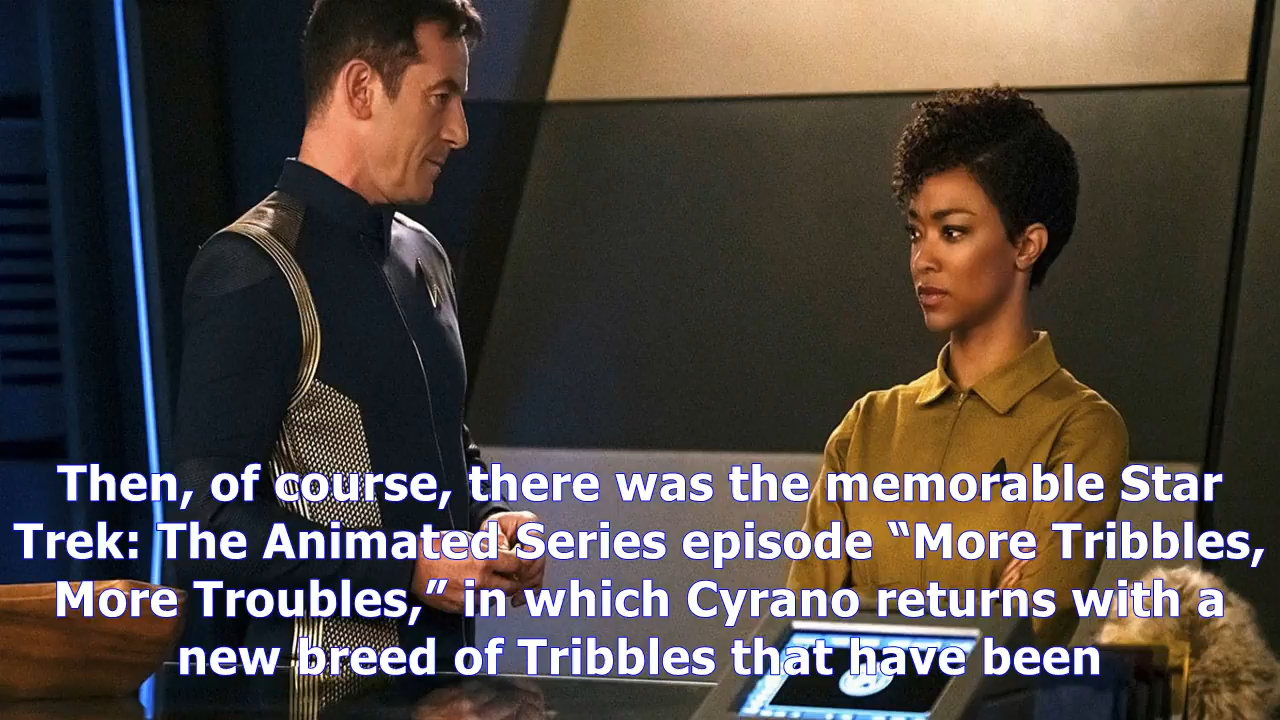 Then, of course, there was the memorable Star
Trek: The Animated Series episode “More Tribbles,
More Troubles,” in which Cyrano returns with a
new breed of Tribbles that have been